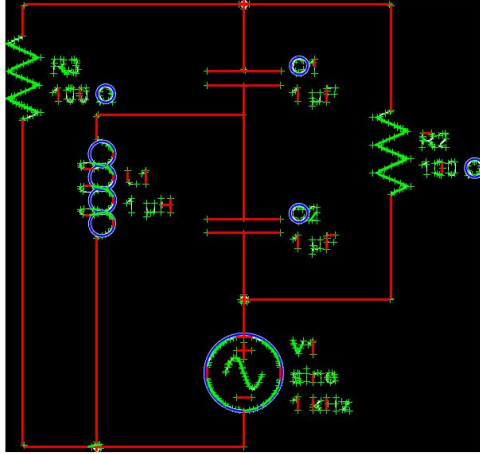 C1
R3
100 Ω
1 µF
R2
100 Ω
L1
1 µH
C2
1 µF
V1
sine
1 kHz